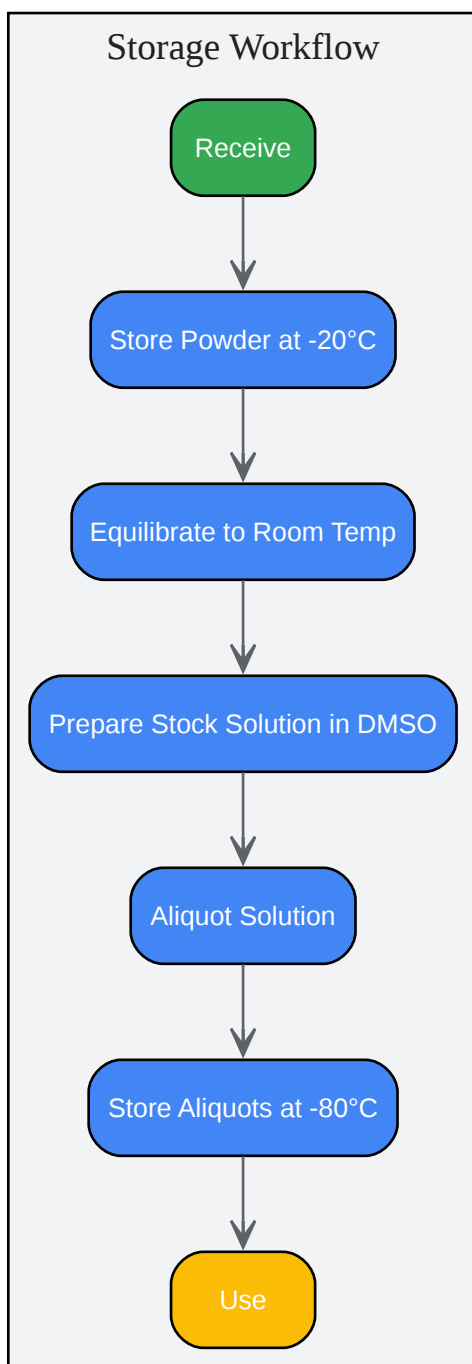 Storage Workflow
Receive
Store Powder at -20°C
Equilibrate to Room Temp
Prepare Stock Solution in DMSO
Aliquot Solution
Store Aliquots at -80°C
Use